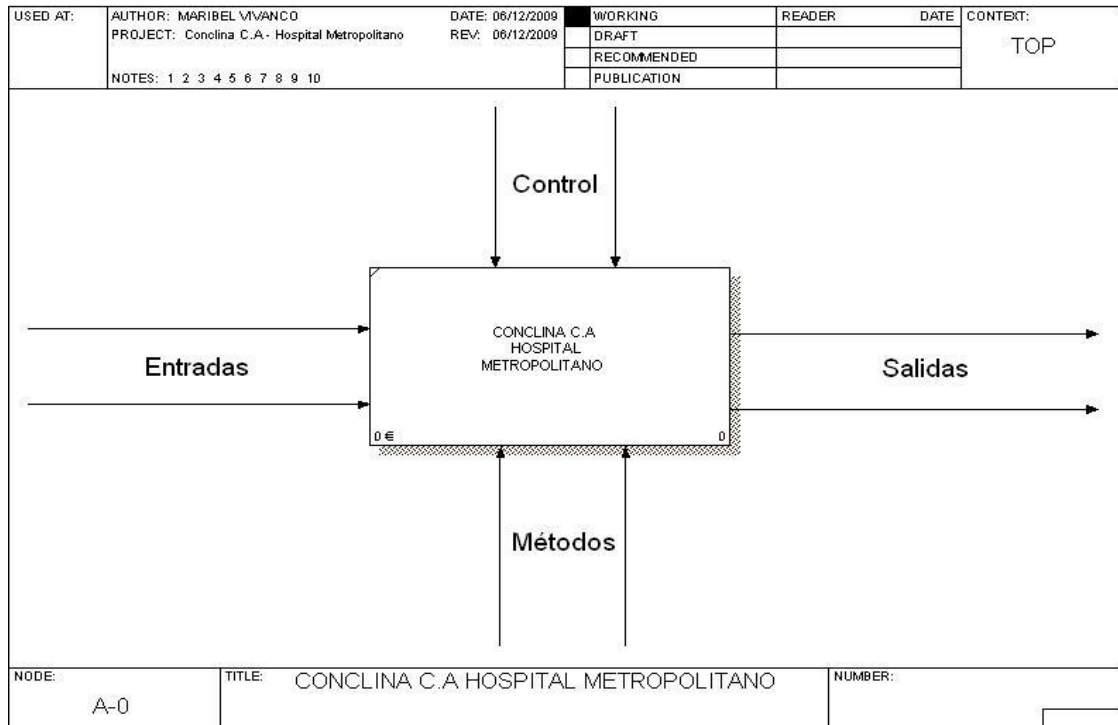 USED AT:
AUTHOR: MARIBEL VIVANCO
DATE: 06/12/2009
PROJECT: Conclina C.A - Hospital Metropolitano
REV: 06/12/2009
NOTES: 1 2 3 4 5 6 7 8 9 10
WORKING
DRAFT
RECOMMENDED
PUBLICATION
READER
DATE
CONTEXT:
TOP
Control
CONCLINA C.A
HOSPITAL
METROPOLITANO
0 €
0
Entradas
Salidas
Métodos
NODE:
A-0
TITLE:
CONCLINA C.A HOSPITAL METROPOLITANO
NUMBER: